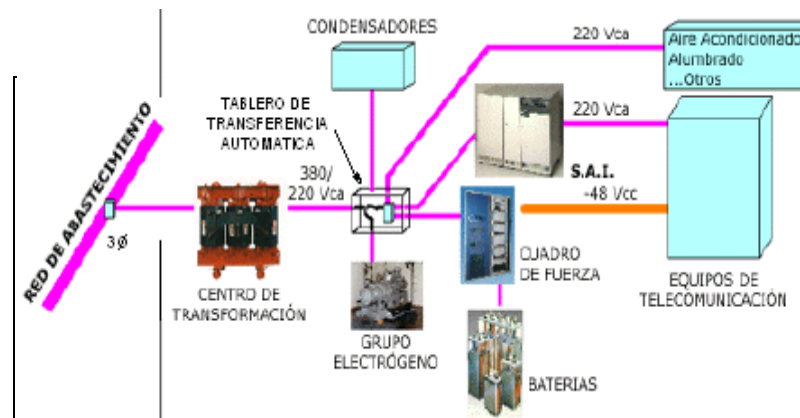 CONDENSADORES
220 Vca
Aire Acondicionado
Alumbrado
...Otros
TABLERO DE
TRANSFERENCIA
AUTOMATICA
220 Vca
RED DE ABASTECIMIENTO
380/
220 Vca
S.A.I.
-48 Vcc
3Ø
CUADRO
DE FUERZA
CENTRO DE
TRANSFORMACIÓN
EQUIPOS DE
TELECOMUNICACIÓN
GRUPO
ELECTRÓGENO
BATERIAS